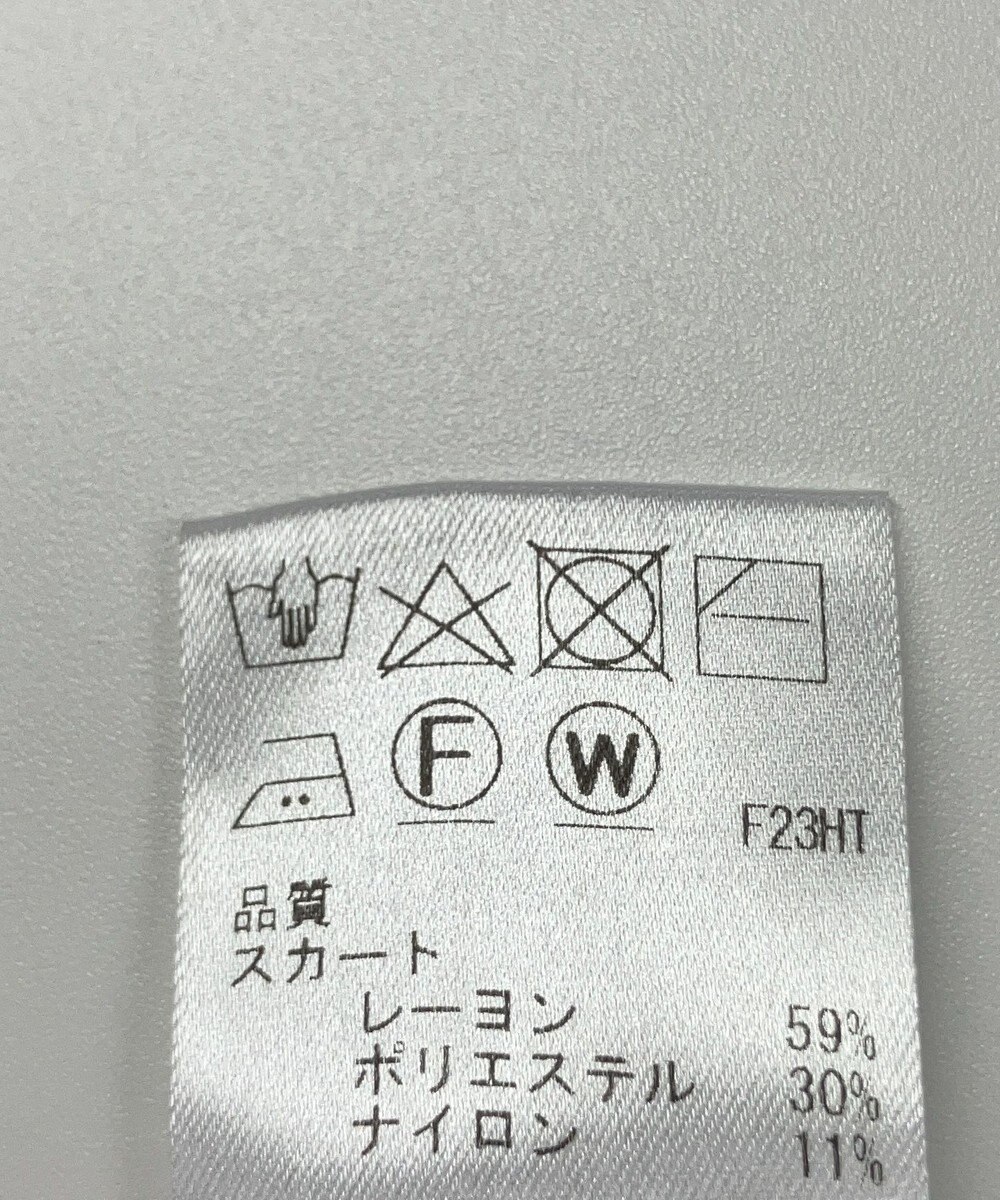 F W F23HT
品質
スカート
レーヨン 59%
ポリエステル 30%
ナイロン 11%